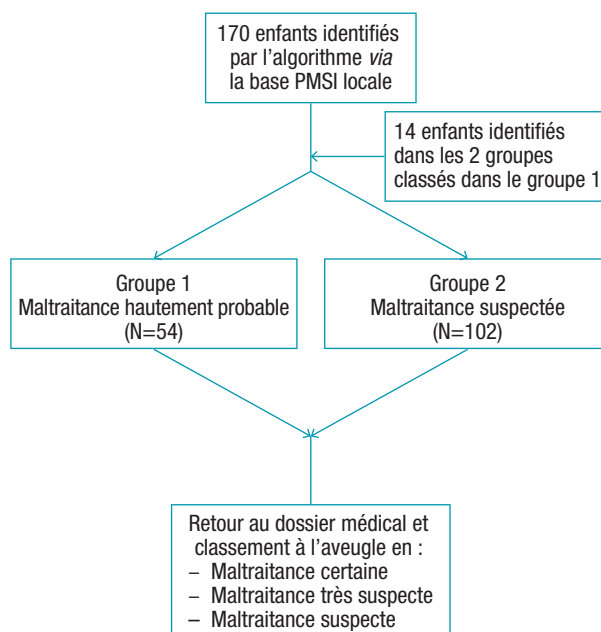 170 enfants identifiés
par l'algorithme via
la base PMSI locale
14 enfants identifiés
dans les 2 groupes
classés dans le groupe 1
Groupe 1
Maltraitance hautement probable
(N=54)
Groupe 2
Maltraitance suspectée
(N=102)
Retour au dossier médical et
classement à l'aveugle en :
– Maltraitance certaine
– Maltraitance très suspecte
– Maltraitance suspecte